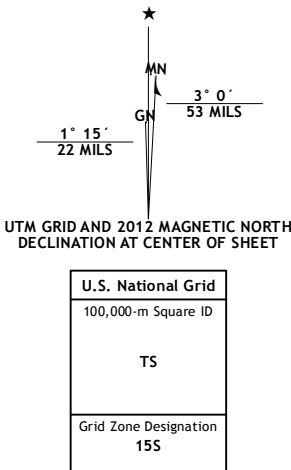 ★
MN
GN
3° 0´
53 MILS
1° 15´
22 MILS
UTM GRID AND 2012 MAGNETIC NORTH
DECLINATION AT CENTER OF SHEET
U.S. National Grid
100,000-m Square ID
TS
Grid Zone Designation
15S